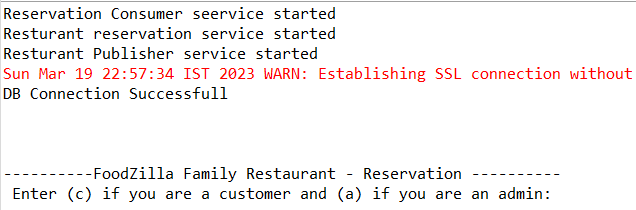 Reservation Consumer seervice started
Resturant reservation service started
Resturant Publisher service started
Sun Mar 19 22:57:34 IST 2023 WARN: Establishing SSL connection without
DB Connection Successfull
----------FoodZilla Family Restaurant - Reservation ----------
Enter (c) if you are a customer and (a) if you are an admin: